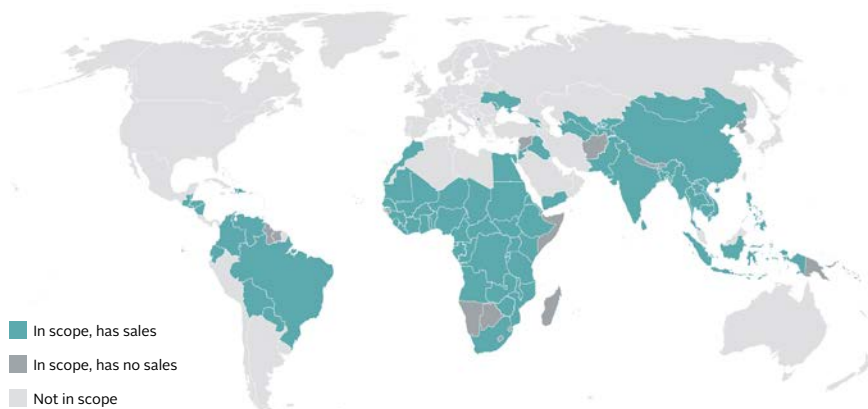 In scope, has sales
In scope, has no sales
Not in scope